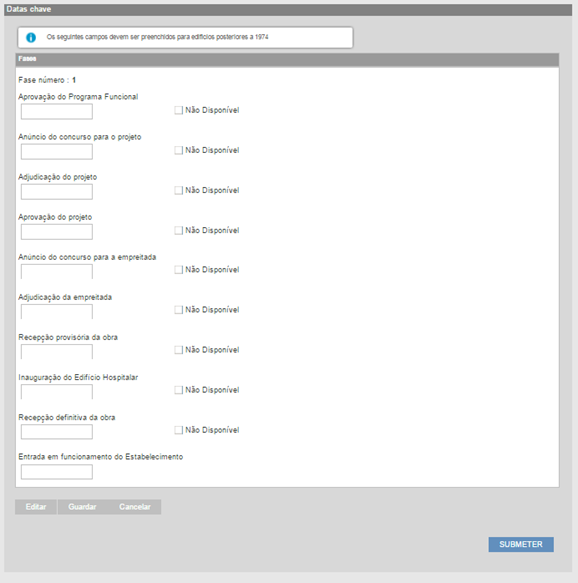 Datas chave
Os seguintes campos devem ser preenchidos para edifícios posteriores a 1974
Fases
Fase número : 1
Aprovação do Programa Funcional
Não Disponível
Anúncio do concurso para o projeto
Não Disponível
Adjudicação do projeto
Não Disponível
Aprovação do projeto
Não Disponível
Anúncio do concurso para a empreitada
Não Disponível
Adjudicação da empreitada
Não Disponível
Recepção provisória da obra
Não Disponível
Inauguração do Edifício Hospitalar
Não Disponível
Recepção definitiva da obra
Não Disponível
Entrada em funcionamento do Estabelecimento
Editar Guardar Cancelar
SUBMETER